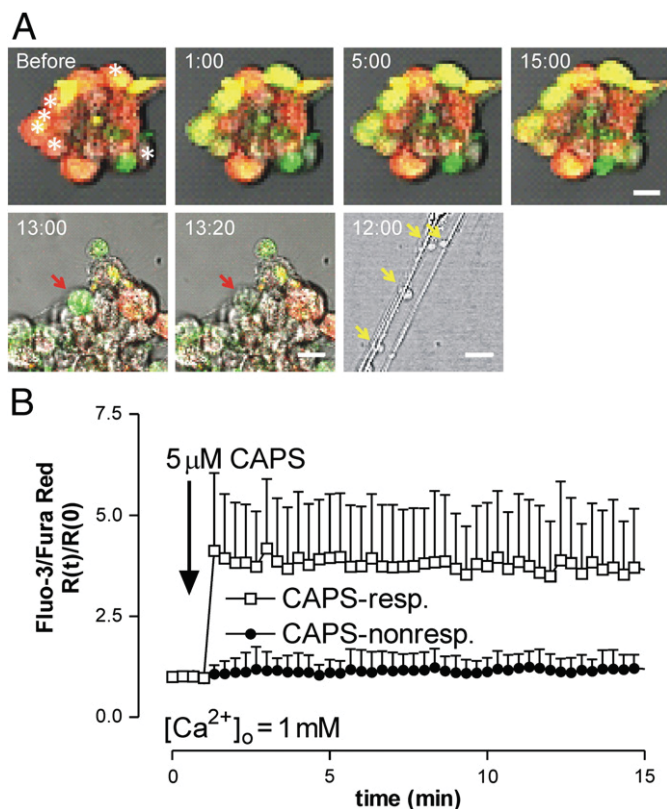 A
Before
1:00
5:00
15:00
13:00
13:20
12:00
B
7.5
5 μM CAPS
5.0
Fluo-3/Fura Red
R(t)/R(0)
2.5
CAPS-resp.
CAPS-nonresp.
0.0
[Ca²⁺]ₒ = 1 mM
0
5
10
15
time (min)